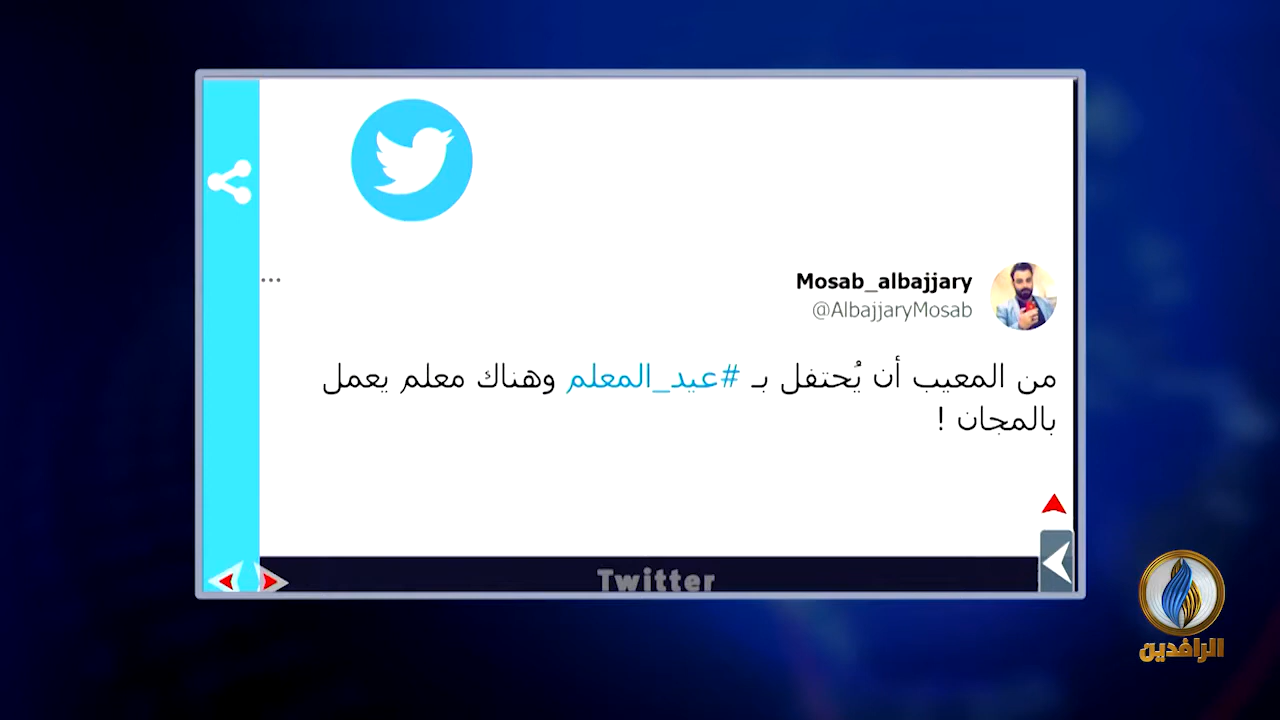 Mosab_albajjary
@AlbajjaryMosab
من المعيب أن يُحتفل بـ #عيد_المعلم وهناك معلم يعمل
بالمجان !
Twitter
الرافدين